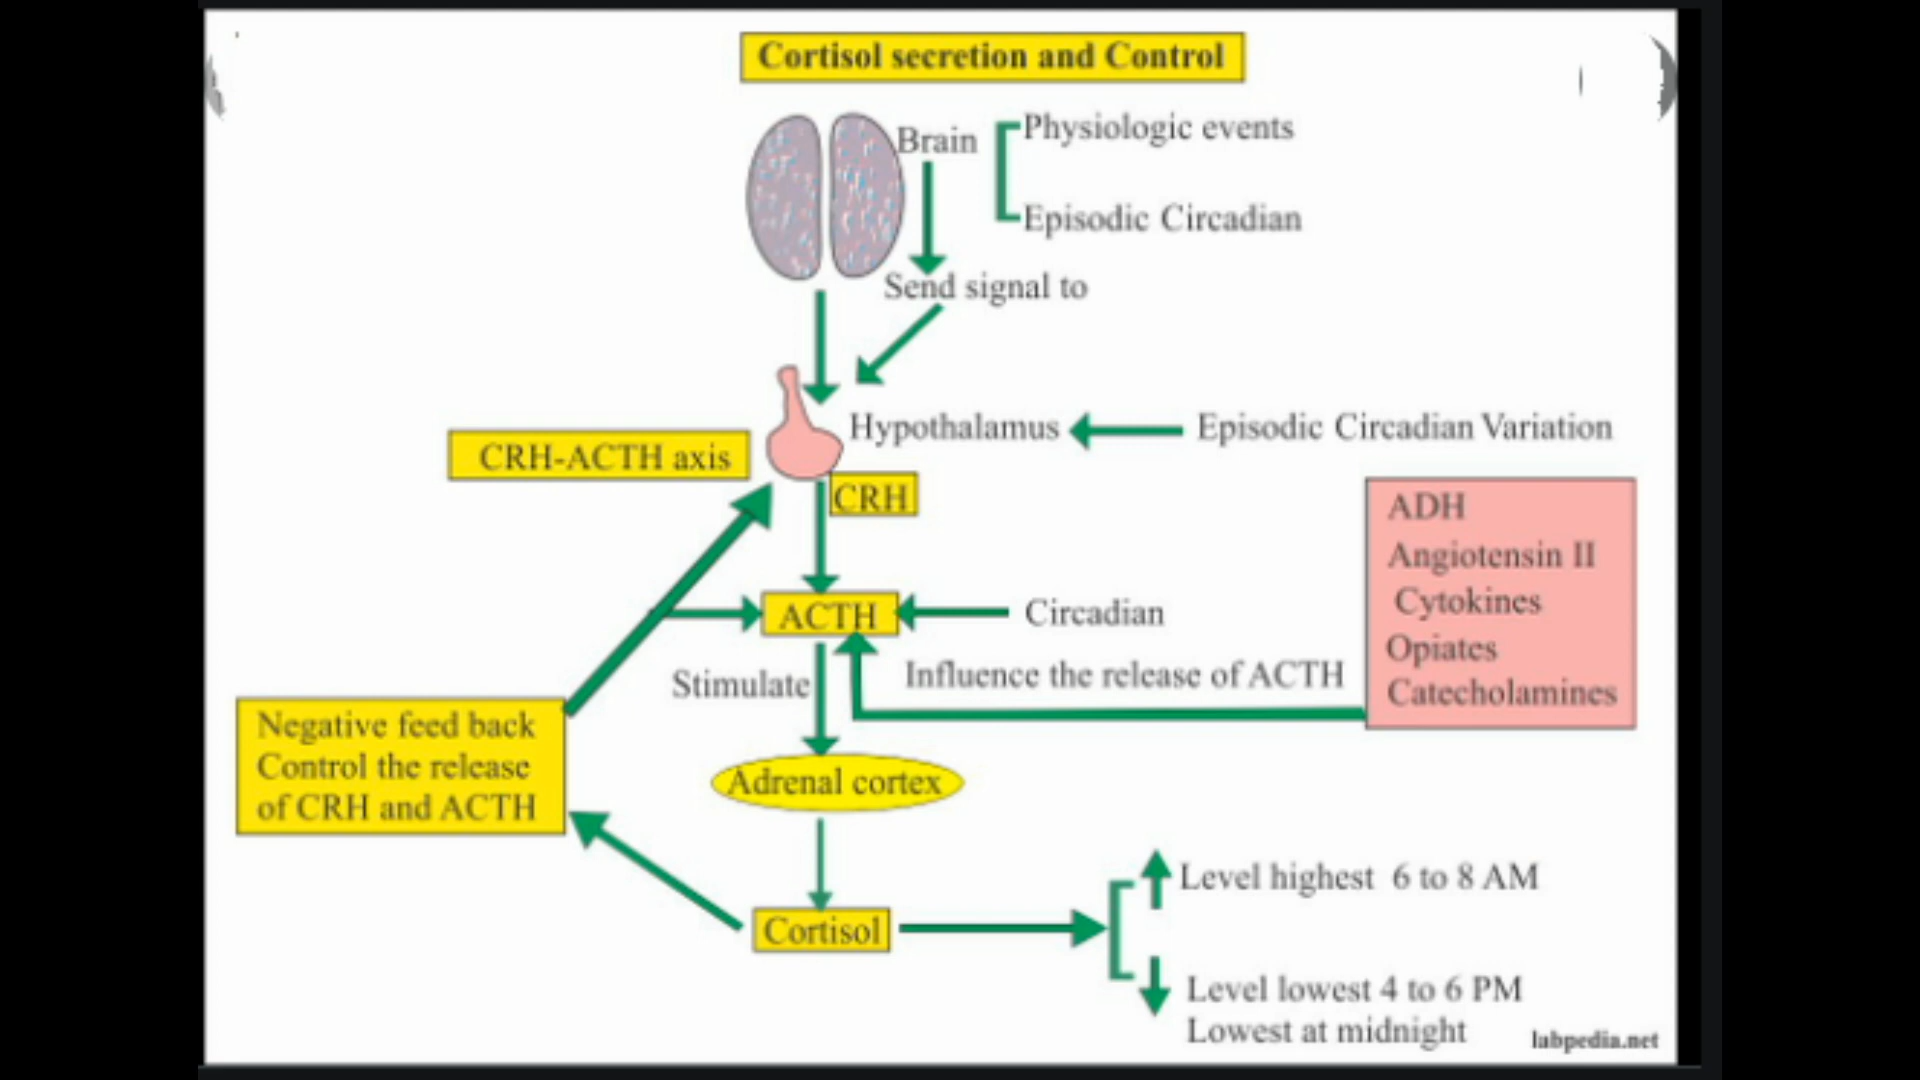 Cortisol secretion and Control
Brain
Physiologic events
Episodic Circadian
Send signal to
Hypothalamus
Episodic Circadian Variation
CRH-ACTH axis
CRH
ADH
Angiotensin II
Cytokines
Opiates
Catecholamines
ACTH
Circadian
Stimulate
Influence the release of ACTH
Negative feed back
Control the release
of CRH and ACTH
Adrenal cortex
Cortisol
Level highest 6 to 8 AM
Level lowest 4 to 6 PM
Lowest at midnight
labpedia.net